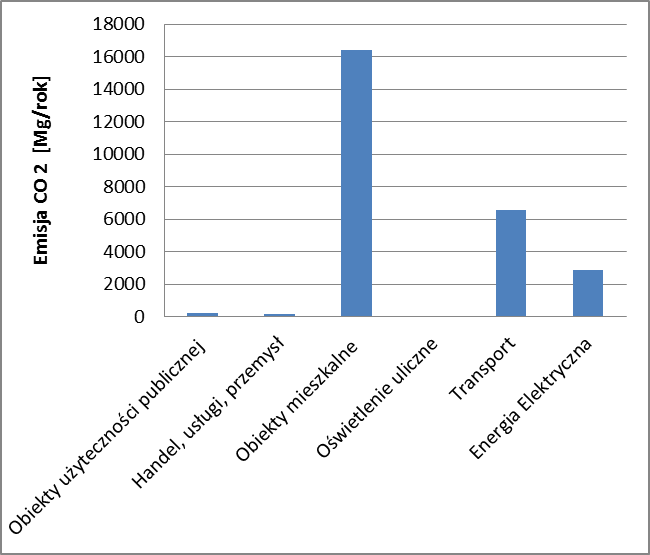 Emisja CO 2 [Mg/rok]
18000
16000
14000
12000
10000
8000
6000
4000
2000
0
Obiekty użyteczności publicznej
Handel, usługi, przemysł
Obiekty mieszkalne
Oświetlenie uliczne
Transport
Energia Elektryczna